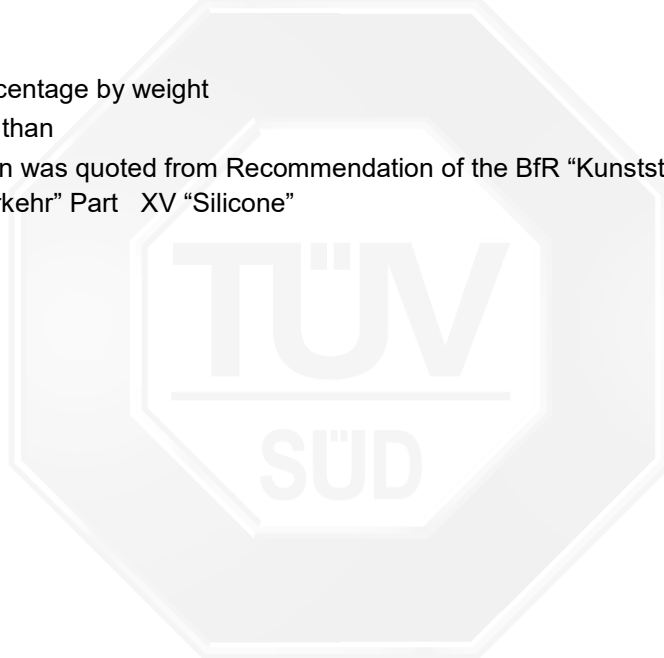 centage by weight
than
n was quoted from Recommendation of the BfR “Kunstst
kehr” Part XV “Silicone”
TÜV
SÜD